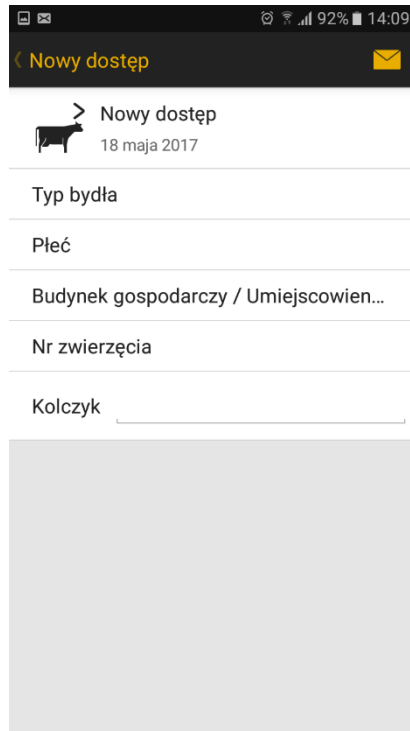 92% 14:09
Nowy dostęp
Nowy dostęp
18 maja 2017
Typ bydła
Płeć
Budynek gospodarczy / Umiejscowien...
Nr zwierzęcia
Kolczyk